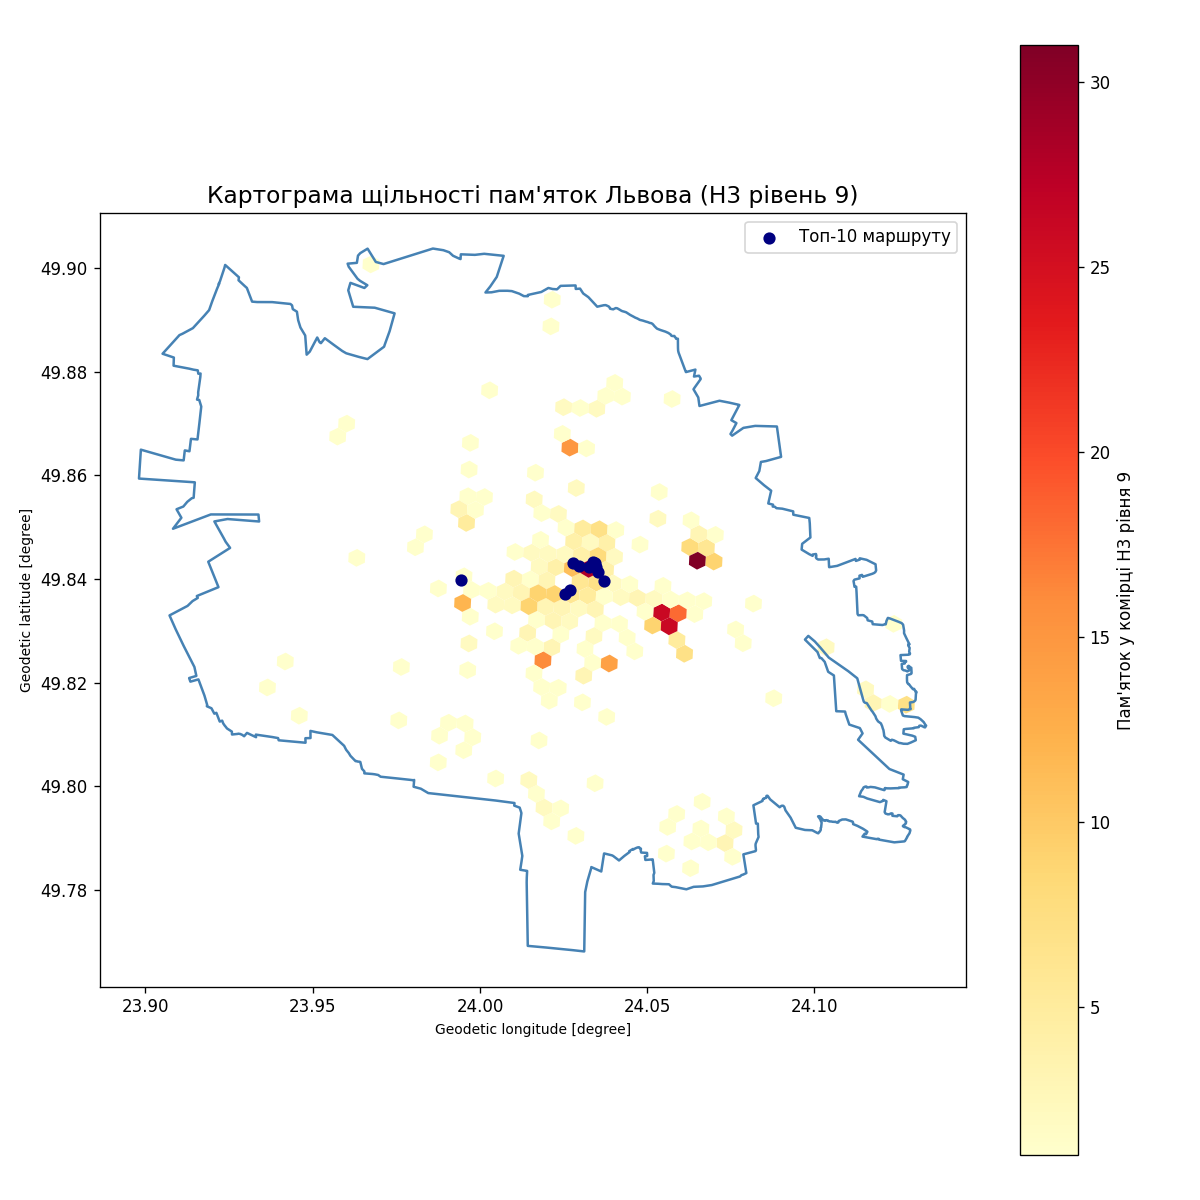 Картограма щільності пам'яток Львова (H3 рівень 9)
Топ-10 маршруту
49.90
49.88
49.86
49.84
49.82
49.80
49.78
Geodetic latitude [degree]
23.90 23.95 24.00 24.05 24.10
Geodetic longitude [degree]
30
25
20
15
10
5
Пам'яток у комірці H3 рівня 9